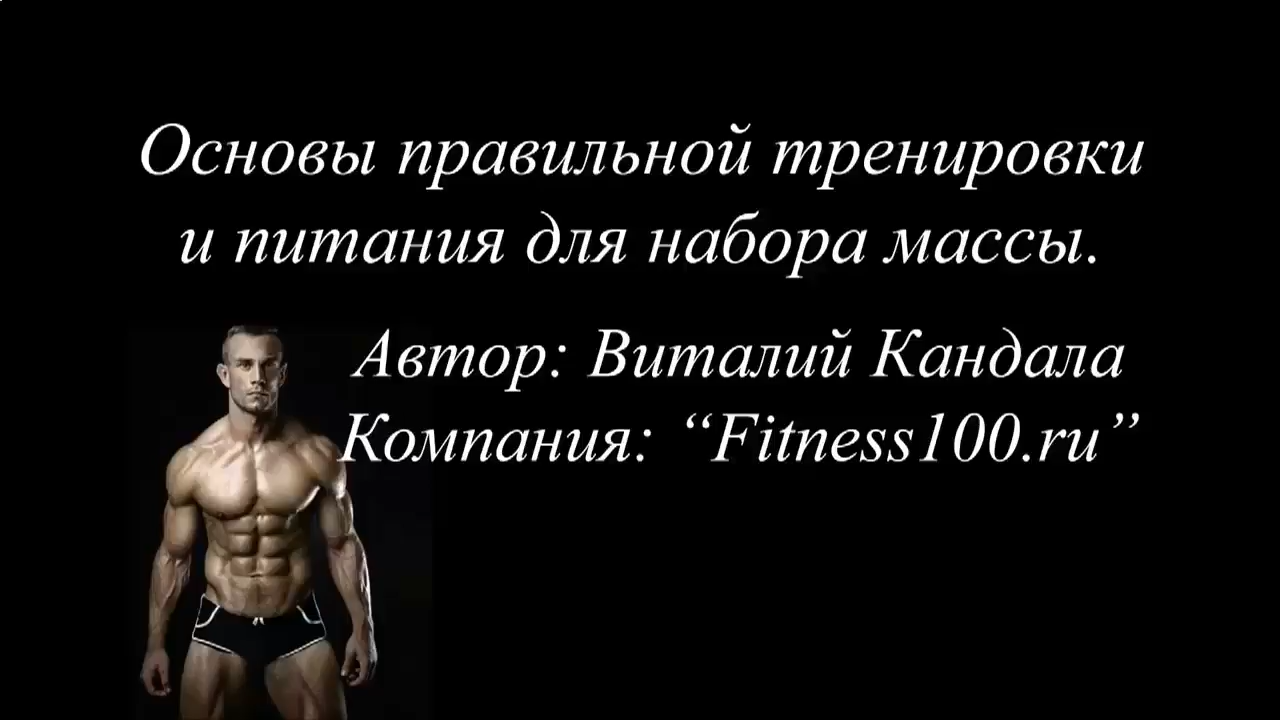 Основы правильной тренировки
и питания для набора массы.
Автор: Виталий Кандала
Компания: “Fitness100.ru”